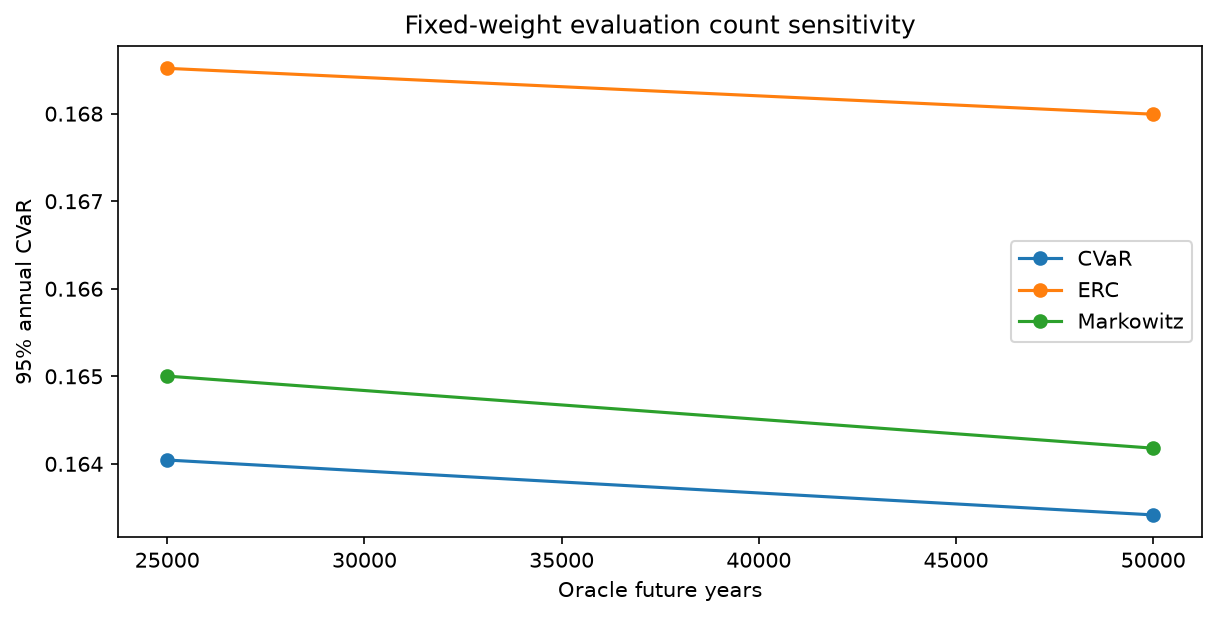 Fixed-weight evaluation count sensitivity
95% annual CVaR
0.168
0.167
0.166
0.165
0.164
CVaR
ERC
Markowitz
25000
30000
35000
40000
45000
50000
Oracle future years